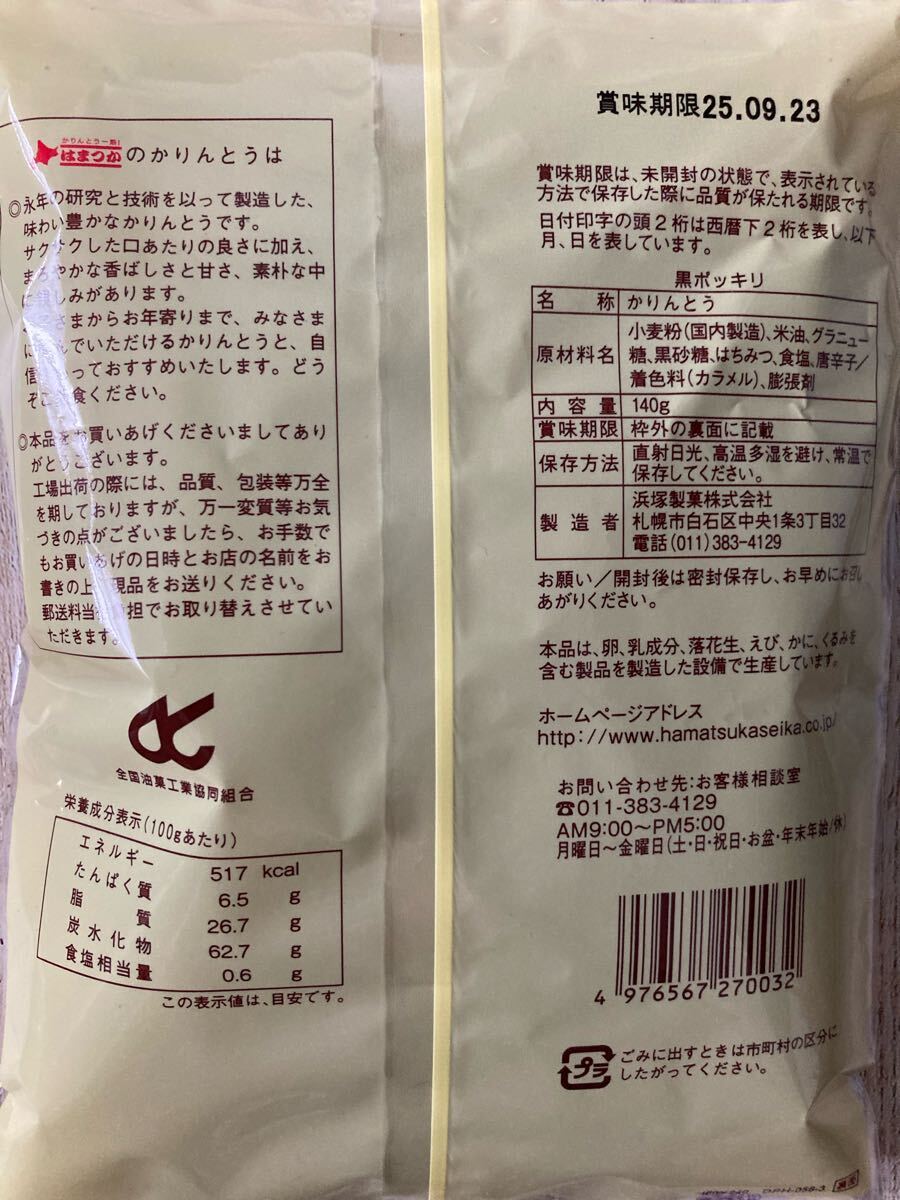 かりんとう一筋!
はまつかのかりんとうは
◎永年の研究と技術を以って製造した、
味わい豊かなかりんとうです。
サクサクした口あたりの良さに加え、
まろやかな香ばしさと甘さ、素朴な中
しみがあります。
さまからお年寄りまで、みなさま
んでいただけるかりんとうと、自
信 っておすすめいたします。どう
ぞご 食ください。
◎本品をお買いあげくださいましてあり
がとうございます。
工場出荷の際には、品質、包装等万全
を期しておりますが、万一変質等お気
づきの点がございましたら、お手数で
もお買いあげの日時とお店の名前をお
書きの上 現品をお送りください。
郵送料当 負担でお取り替えさせてい
ただきます。
全国油菓工業協同組合
栄養成分表示(100gあたり)
エネルギー 517 kcal
たんぱく質 6.5 g
脂質 26.7 g
炭水化物 62.7 g
食塩相当量 0.6 g
この表示値は、目安です。
賞味期限25.09.23
賞味期限は、未開封の状態で、表示されている
方法で保存した際に品質が保たれる期限です。
日付印字の頭2桁は西暦下2桁を表し、以下
月、日を表しています。
黒ポッキリ
名称 かりんとう
原材料名 小麦粉(国内製造)、米油、グラニュー
糖、黒砂糖、はちみつ、食塩、唐辛子/
着色料(カラメル)、膨張剤
内容量 140g
賞味期限 枠外の裏面に記載
保存方法 直射日光、高温多湿を避け、常温で
保存してください。
製造者 浜塚製菓株式会社
札幌市白石区中央1条3丁目32
電話(011)383-4129
お願い/開封後は密封保存し、お早めにお召し
あがりください。
本品は、卵、乳成分、落花生、えび、かに、くるみを
含む製品を製造した設備で生産しています。
ホームページアドレス
http://www.hamatsukaseika.co.jp/
お問い合わせ先:お客様相談室
☎011-383-4129
AM9:00〜PM5:00
月曜日〜金曜日(土・日・祝日・お盆・年末年始/休)
4 976567 270032
プラ
ごみに出すときは市町村の区分に
したがってください。